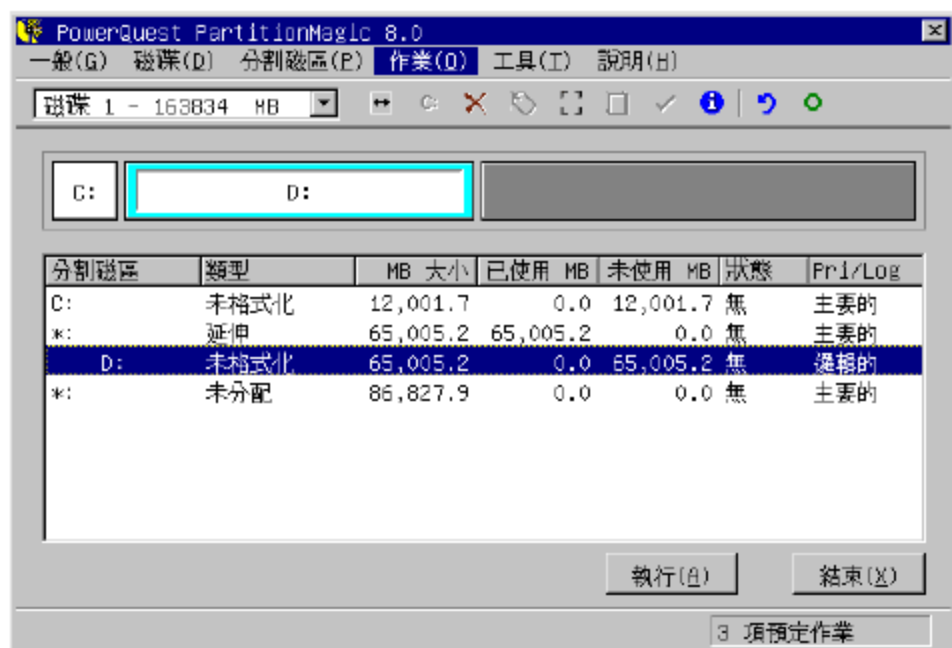 PowerQuest PartitionMagic 8.0
一般(G) 磁碟(D) 分割磁區(P) 作業(O) 工具(T) 說明(H)
磁碟 1 - 163834 MB C:
C: D:
分割磁區 類型 MB 大小 已使用 MB 未使用 MB 狀態 Pri/Log
C: 未格式化 12,001.7 0.0 12,001.7 無 主要的
*: 延伸 65,005.2 65,005.2 0.0 無 主要的
D: 未格式化 65,005.2 0.0 65,005.2 無 邏輯的
*: 未分配 86,827.9 0.0 0.0 無 主要的
執行(A) 結束(X)
3 項預定作業